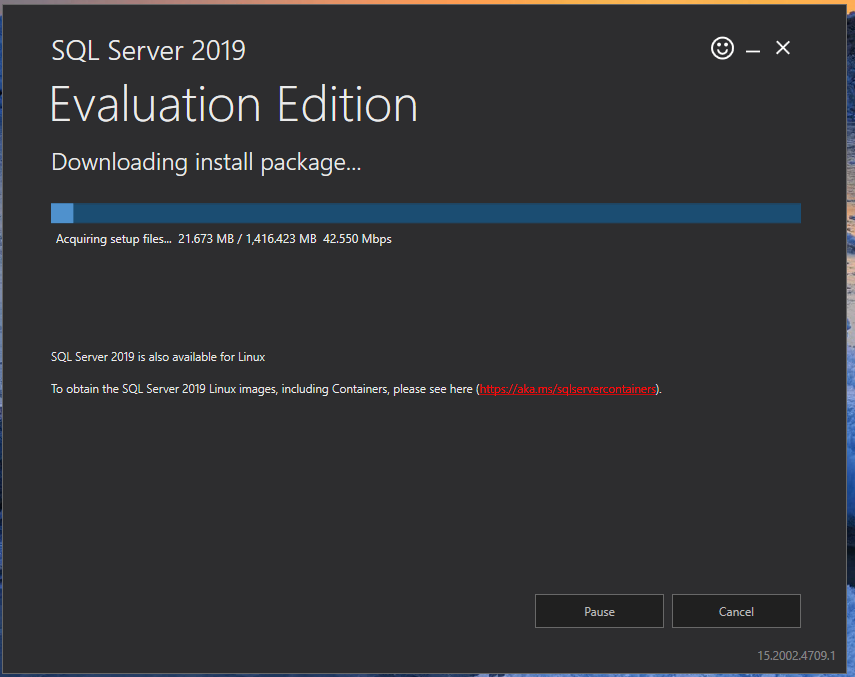 SQL Server 2019
Evaluation Edition
Downloading install package...
Acquiring setup files... 21.673 MB / 1,416.423 MB 42.550 Mbps
SQL Server 2019 is also available for Linux
To obtain the SQL Server 2019 Linux images, including Containers, please see here (https://aka.ms/sqlservercontainers).
Pause
Cancel
15.2002.4709.1